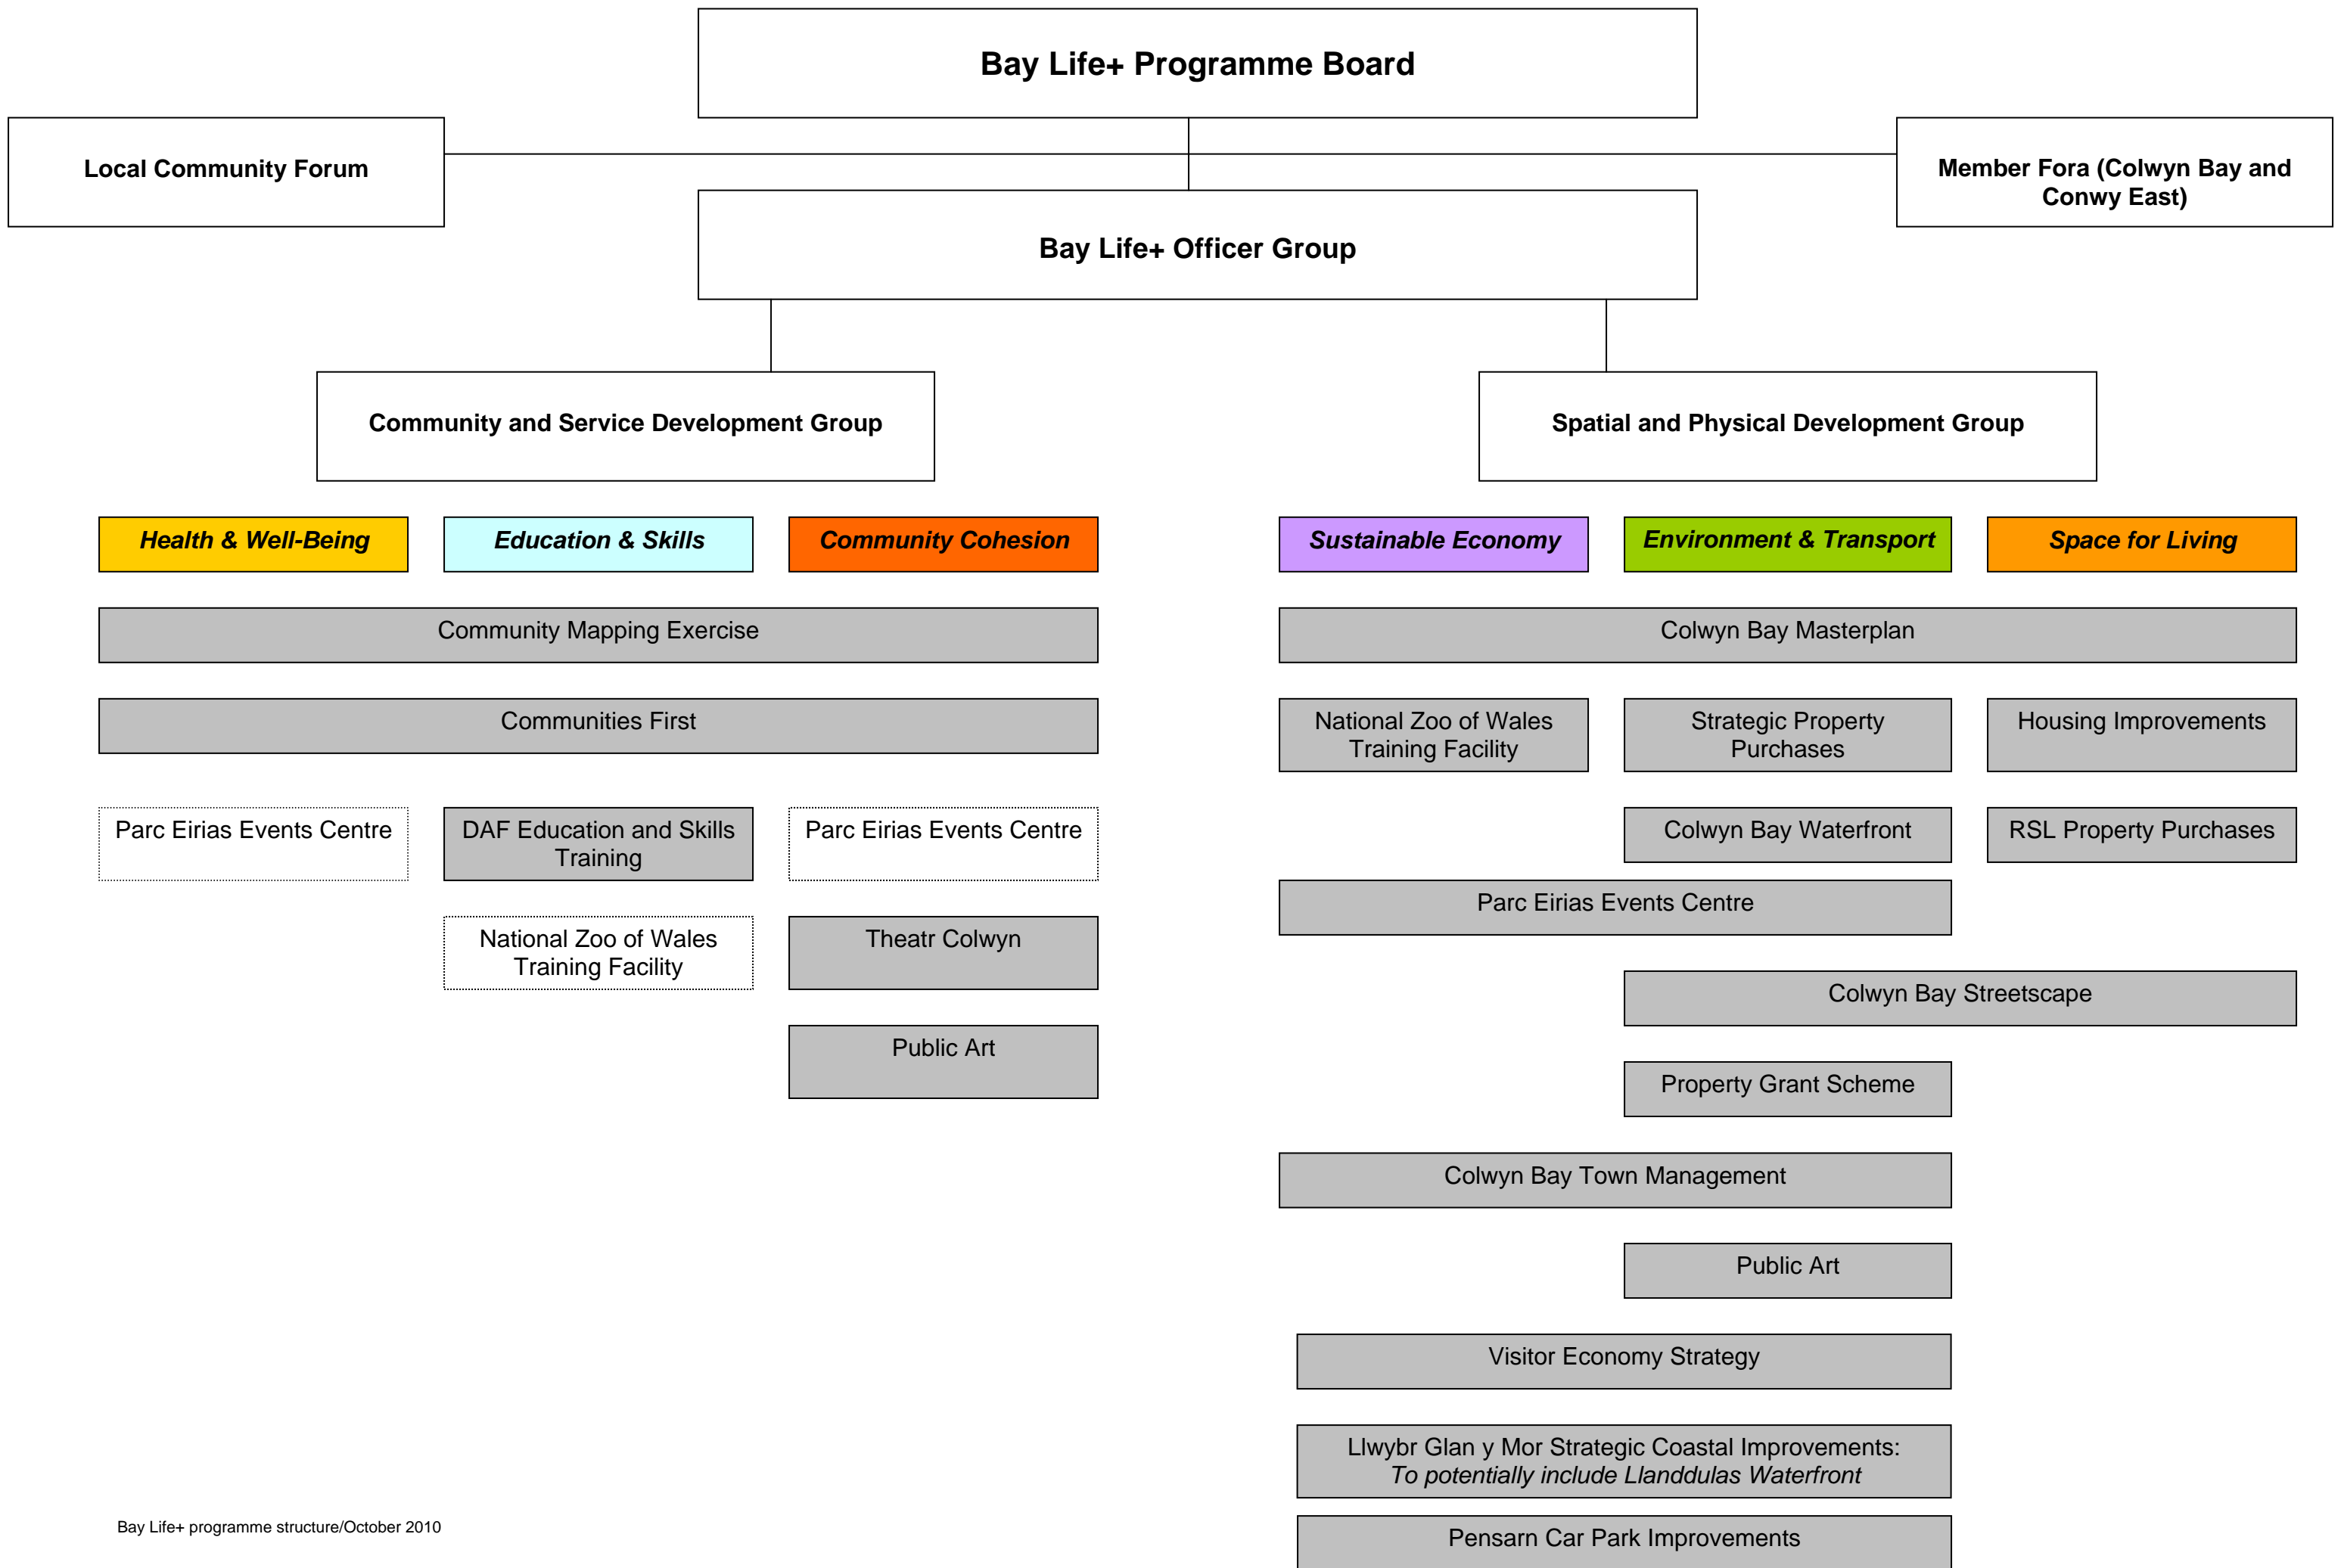 Bay Life+ Programme Board
Local Community Forum
Member Fora (Colwyn Bay and
Conwy East)
Bay Life+ Officer Group
Community and Service Development Group
Spatial and Physical Development Group
Health & Well-Being
Education & Skills
Community Cohesion
Sustainable Economy
Environment & Transport
Space for Living
Community Mapping Exercise
Colwyn Bay Masterplan
Communities First
National Zoo of Wales
Training Facility
Strategic Property
Purchases
Housing Improvements
Parc Eirias Events Centre
DAF Education and Skills
Training
Parc Eirias Events Centre
Colwyn Bay Waterfront
RSL Property Purchases
Parc Eirias Events Centre
National Zoo of Wales
Training Facility
Theatr Colwyn
Colwyn Bay Streetscape
Public Art
Property Grant Scheme
Colwyn Bay Town Management
Public Art
Visitor Economy Strategy
Llwybr Glan y Mor Strategic Coastal Improvements:
To potentially include Llanddulas Waterfront
Pensarn Car Park Improvements
Bay Life+ programme structure/October 2010